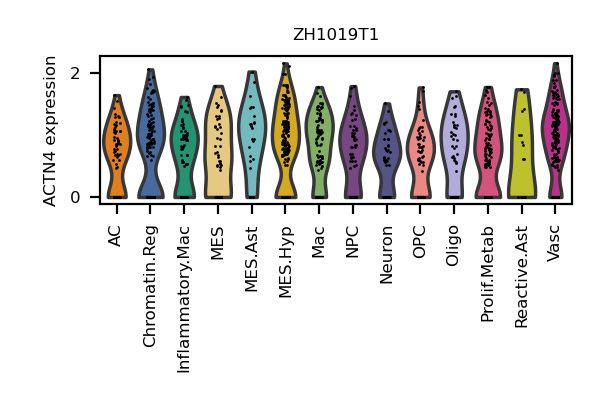 ZH1019T1
ACTN4 expression
2
0
AC
Chromatin.Reg
Inflammatory.Mac
MES
MES.Ast
MES.Hyp
Mac
NPC
Neuron
OPC
Oligo
Prolif.Metab
Reactive.Ast
Vasc